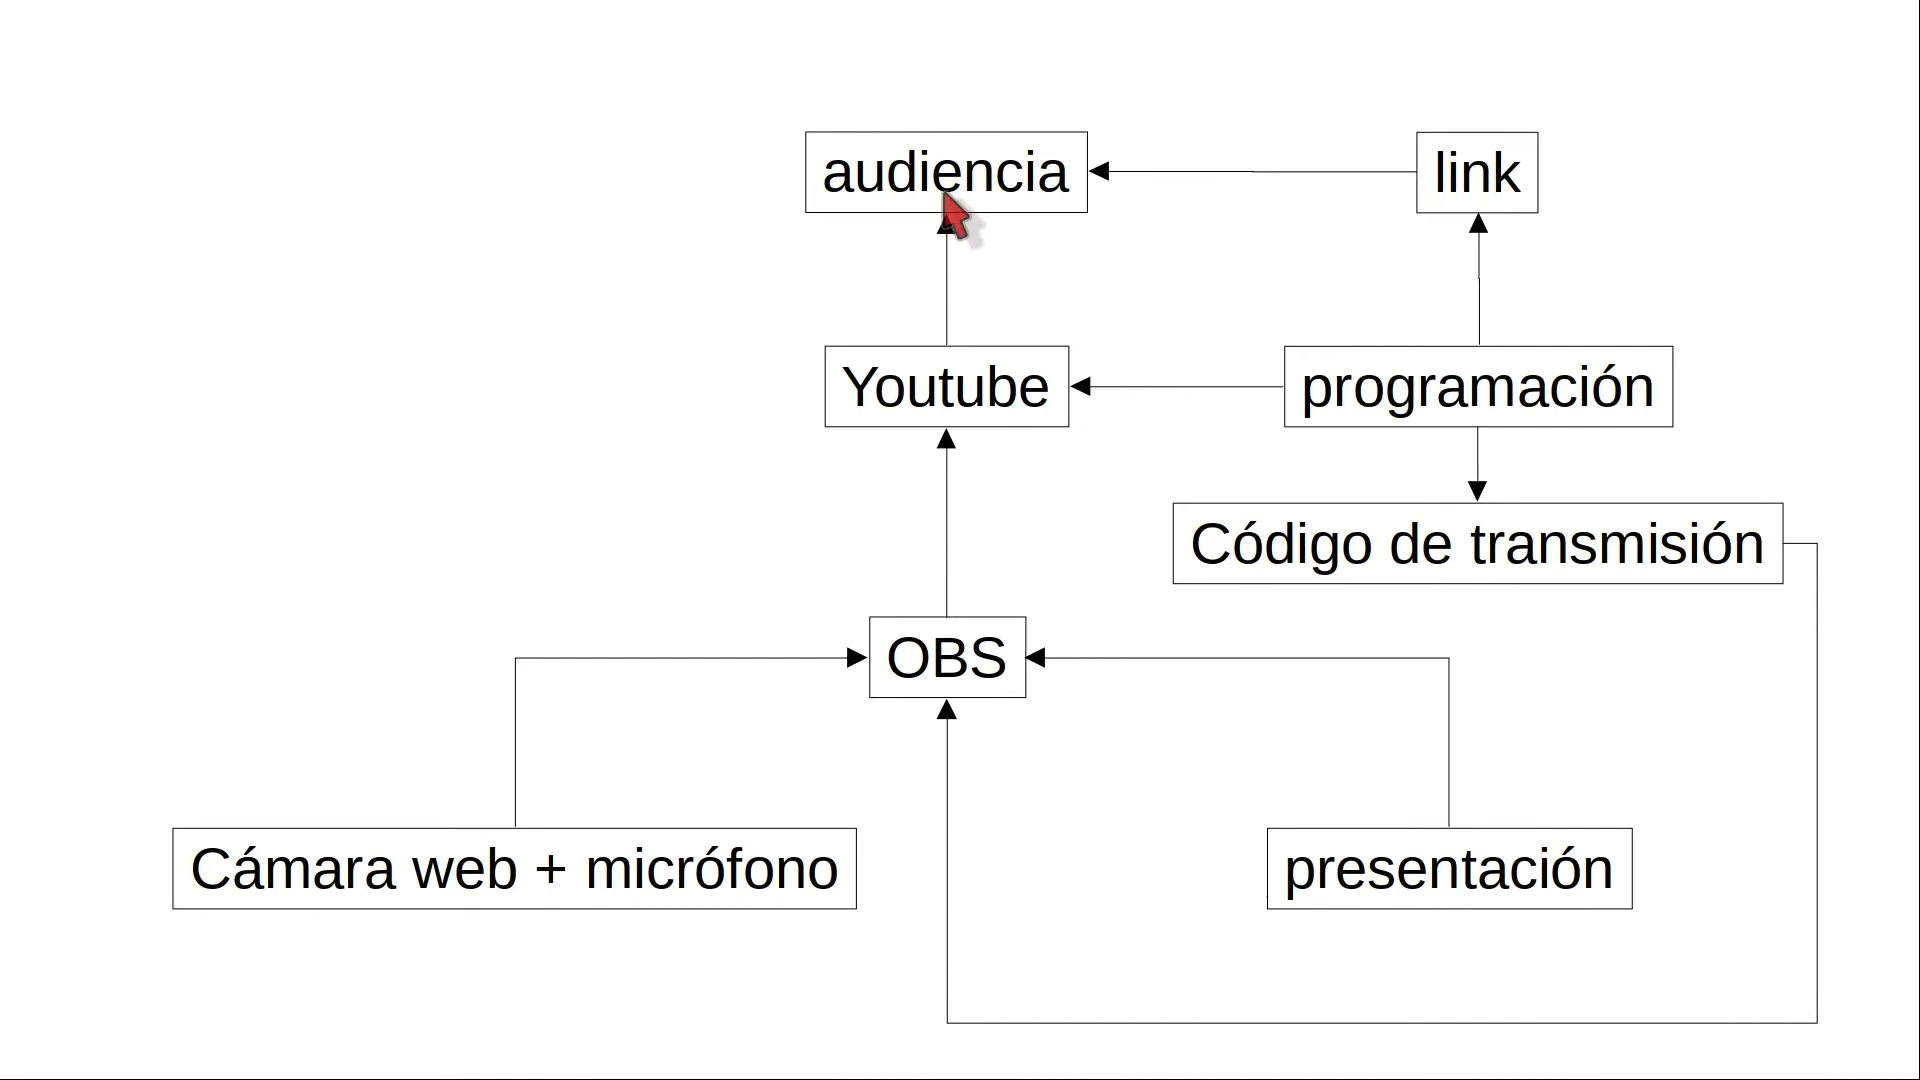 audiencia
link
Youtube
programación
Código de transmisión
OBS
Cámara web + micrófono
presentación